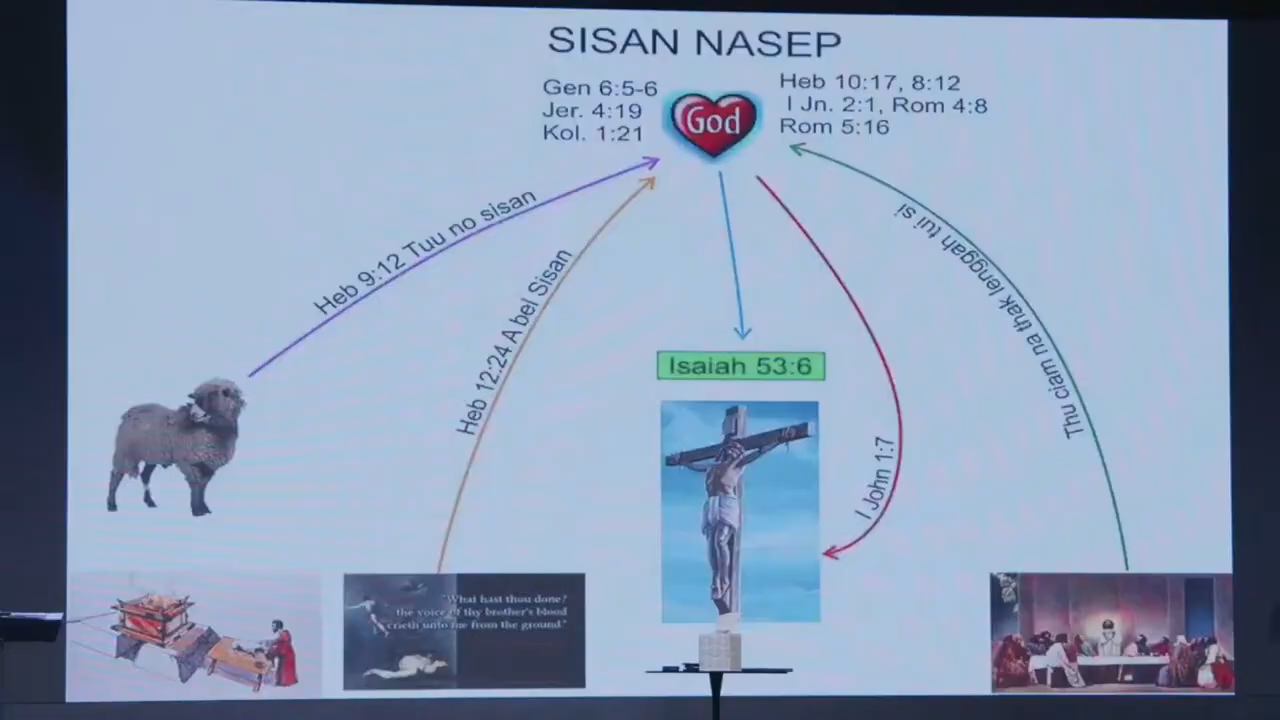 SISAN NASEP
Gen 6:5-6
Jer. 4:19
Kol. 1:21
God
Heb 10:17, 8:12
I Jn. 2:1, Rom 4:8
Rom 5:16
Heb 9:12 Tuu no sisan
Heb 12:24 A bel Sisan
Isaiah 53:6
I John 1:7
Thu ciam na thak lenggah tui si
"What hast thou done?
the voice of thy brother's blood
crieth unto me from the ground."